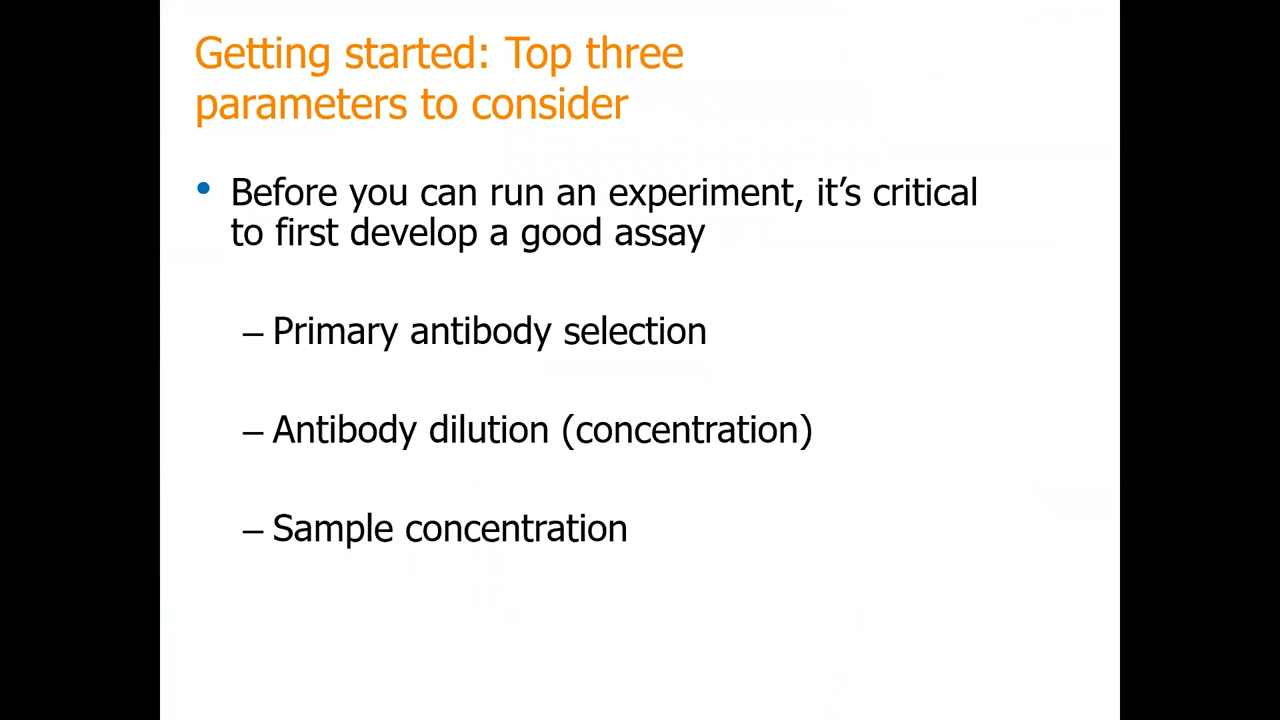 Getting started: Top three
parameters to consider
• Before you can run an experiment, it’s critical
to first develop a good assay
– Primary antibody selection
– Antibody dilution (concentration)
– Sample concentration